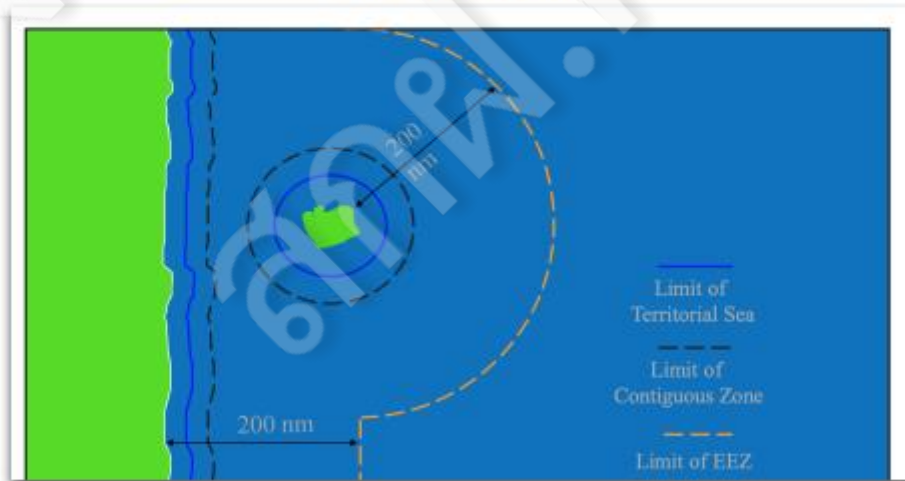 200
nm
Limit of
Territorial Sea
Limit of
Contiguous Zone
200 nm
Limit of EEZ